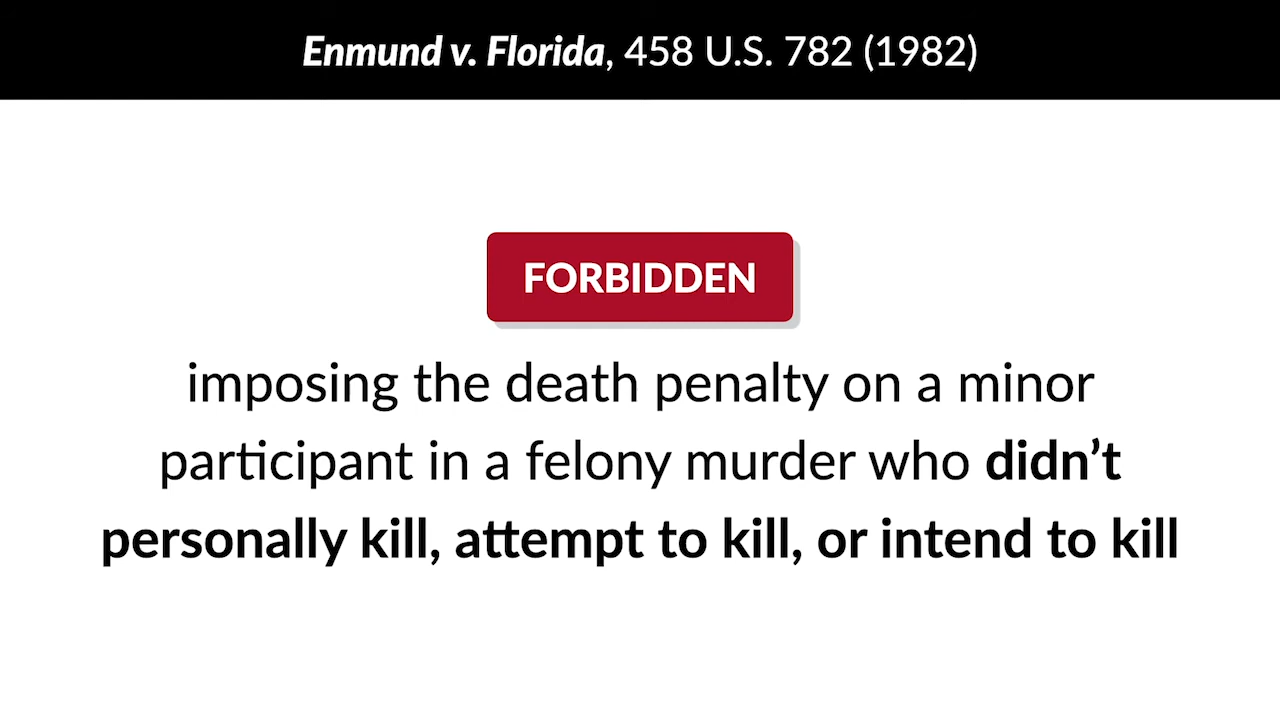 Enmund v. Florida, 458 U.S. 782 (1982)
FORBIDDEN
imposing the death penalty on a minor
participant in a felony murder who didn’t
personally kill, attempt to kill, or intend to kill